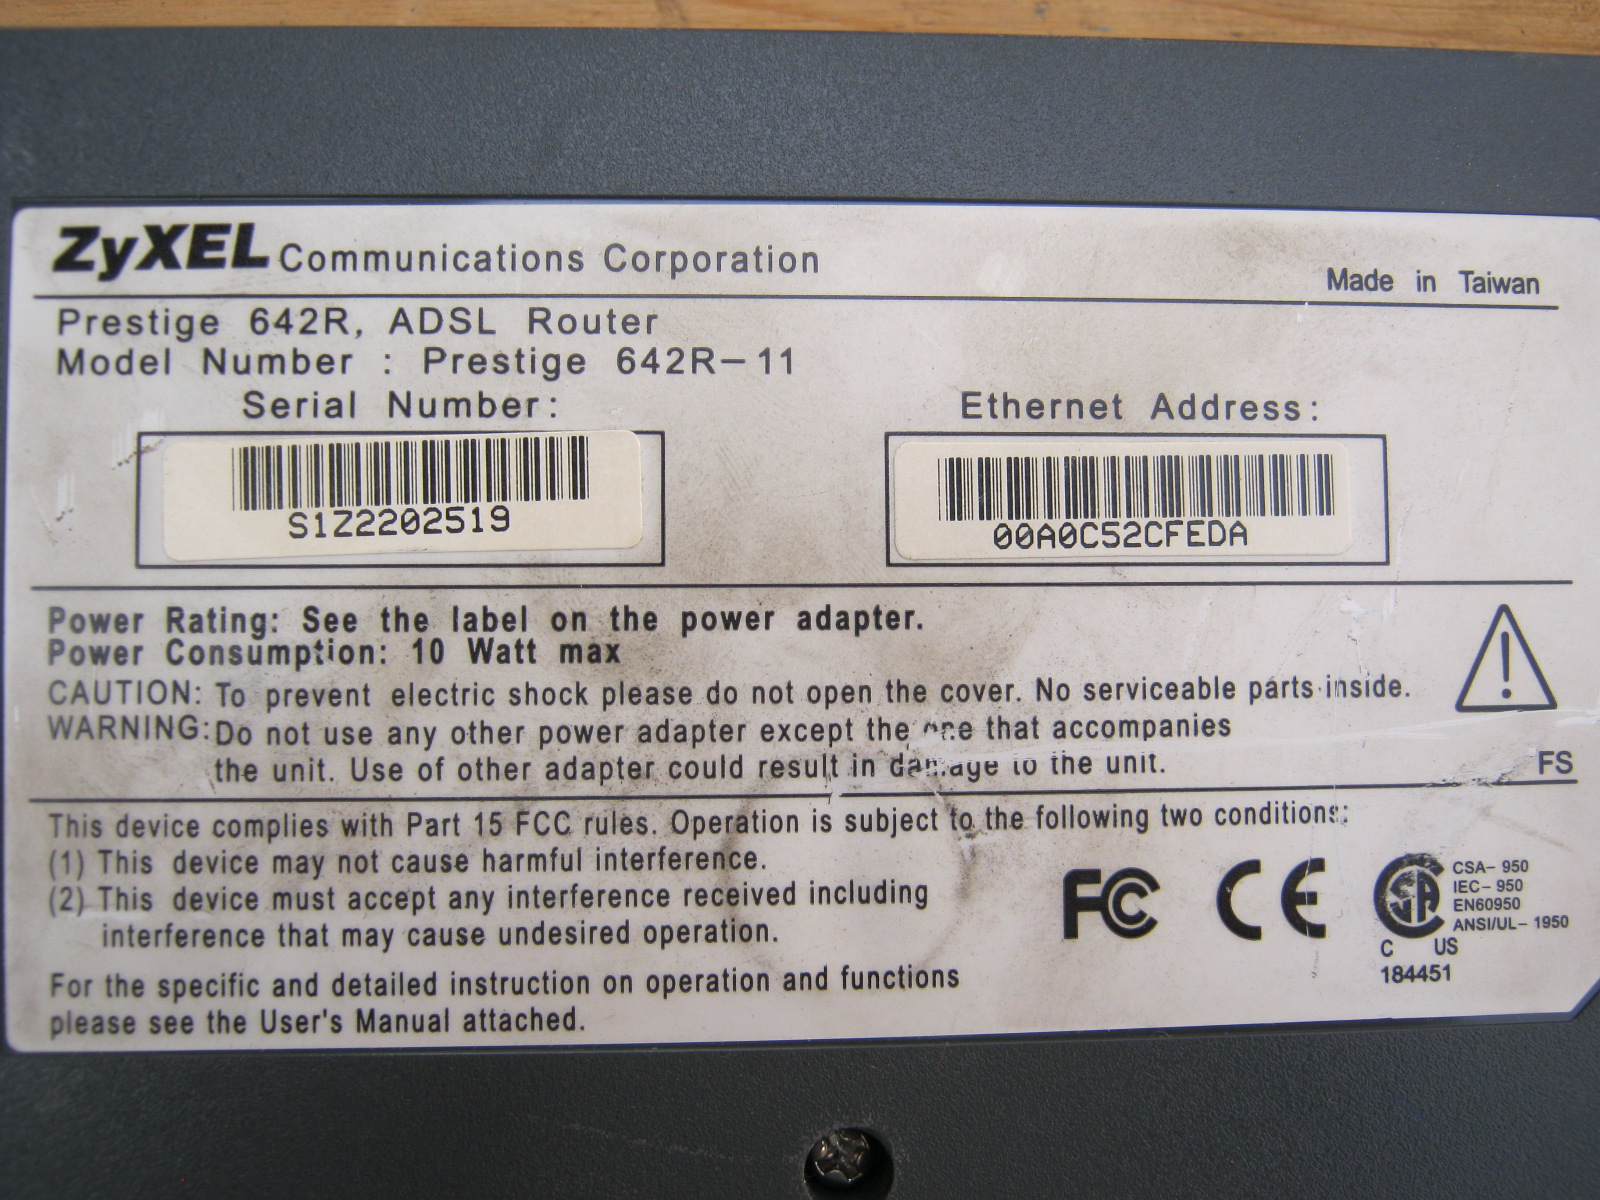 ZyXEL Communications Corporation
Made in Taiwan
Prestige 642R, ADSL Router
Model Number : Prestige 642R-11
Serial Number:
S1Z2202519
Ethernet Address:
00A0C52CFEDA
Power Rating: See the label on the power adapter.
Power Consumption: 10 Watt max
CAUTION: To prevent electric shock please do not open the cover. No serviceable parts inside.
WARNING: Do not use any other power adapter except the one that accompanies
the unit. Use of other adapter could result in damage to the unit.
FS
This device complies with Part 15 FCC rules. Operation is subject to the following two conditions:
(1) This device may not cause harmful interference.
(2) This device must accept any interference received including
interference that may cause undesired operation.
For the specific and detailed instruction on operation and functions
please see the User's Manual attached.
FC CE SA
CSA-950
IEC-950
EN60950
ANSI/UL-1950
C US
184451